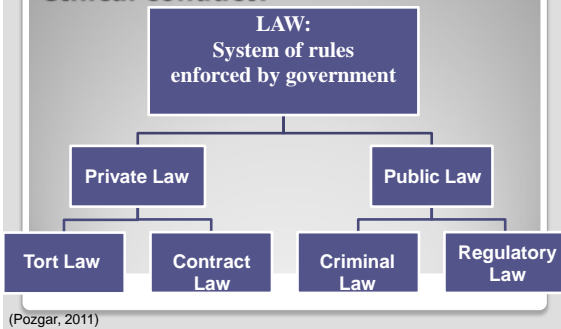 LAW:
System of rules
enforced by government
Private Law
Public Law
Tort Law
Contract
Law
Criminal
Law
Regulatory
Law
(Pozgar, 2011)